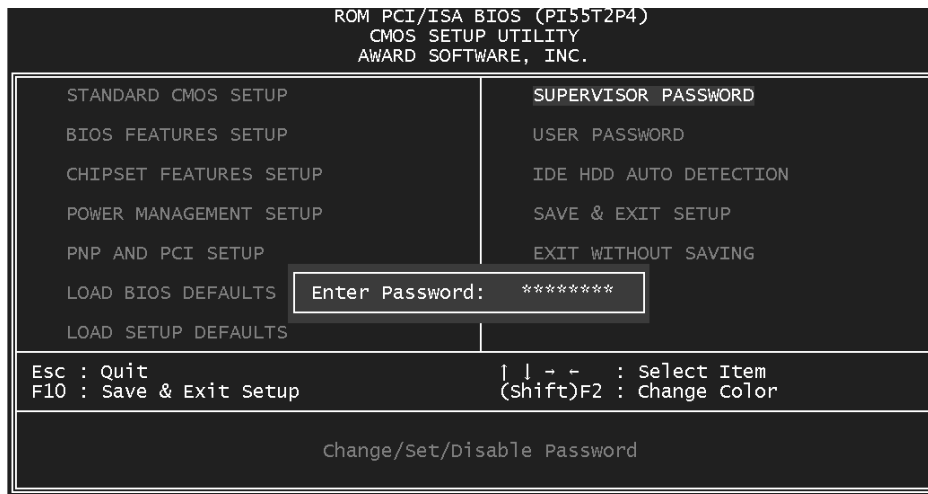 ROM PCI/ISA BIOS (PI55T2P4)
CMOS SETUP UTILITY
AWARD SOFTWARE, INC.
STANDARD CMOS SETUP
BIOS FEATURES SETUP
CHIPSET FEATURES SETUP
POWER MANAGEMENT SETUP
PNP AND PCI SETUP
LOAD BIOS DEFAULTS
LOAD SETUP DEFAULTS
SUPERVISOR PASSWORD
USER PASSWORD
IDE HDD AUTO DETECTION
SAVE & EXIT SETUP
EXIT WITHOUT SAVING
Enter Password: ********
Esc : Quit
F10 : Save & Exit Setup
↑ ↓ → ← : Select Item
(Shift)F2 : Change Color
Change/Set/Disable Password